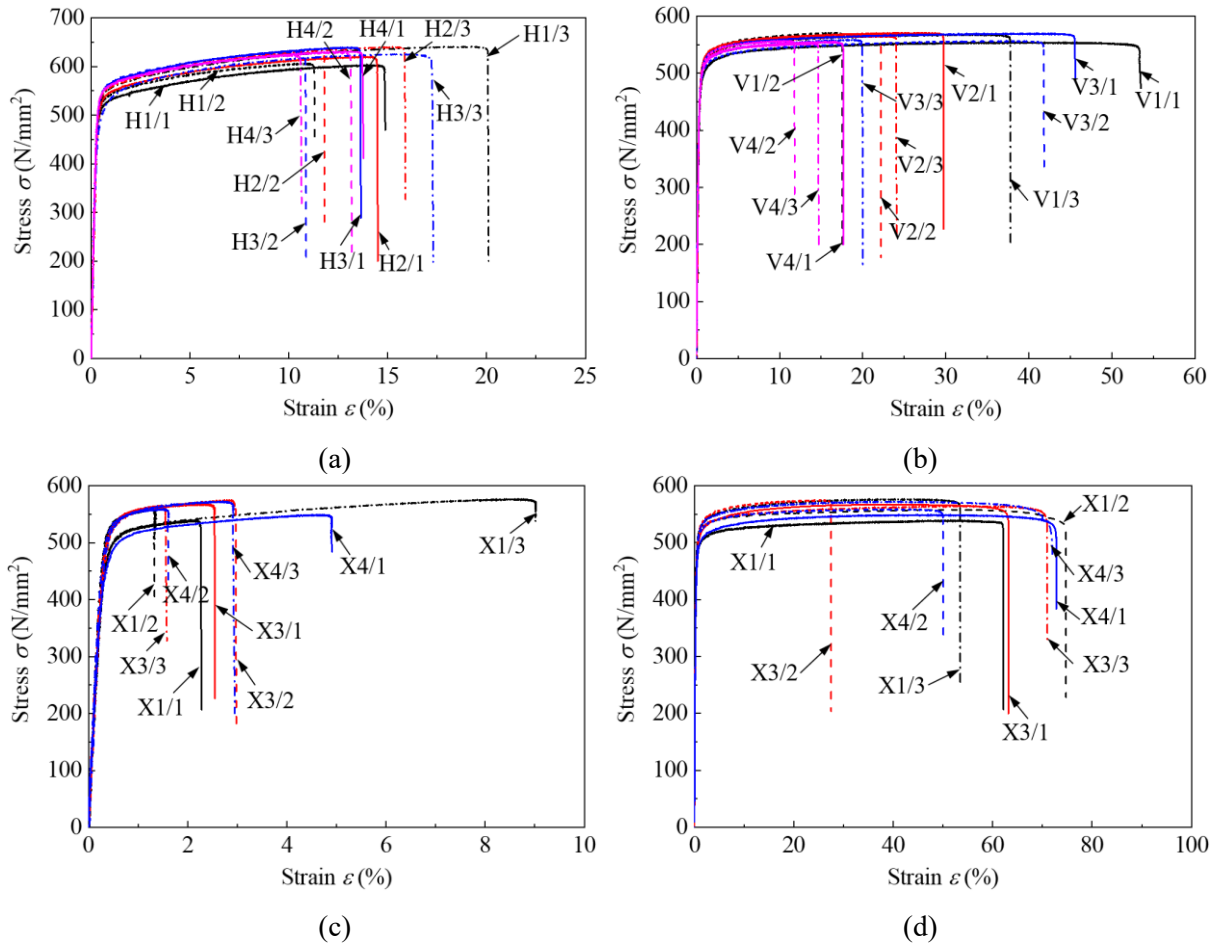 700
600
500
400
300
200
100
0
Stress σ (N/mm²)
H4/2
H4/1
H2/3
H1/3
H1/2
H1/1
H3/3
H4/3
H2/2
H3/2
H3/1
H2/1
0 5 10 15 20 25
Strain ε (%)
(a)
600
500
400
300
200
100
0
Stress σ (N/mm²)
V1/2
V3/3
V2/1
V3/1
V1/1
V3/2
V4/2
V2/3
V4/3
V1/3
V2/2
V4/1
0 10 20 30 40 50 60
Strain ε (%)
(b)
600
500
400
300
200
100
0
Stress σ (N/mm²)
X1/3
X4/1
X4/3
X4/2
X1/2
X3/1
X3/3
X3/2
X1/1
0 2 4 6 8 10
Strain ε (%)
(c)
600
500
400
300
200
100
0
Stress σ (N/mm²)
X1/2
X1/1
X4/3
X4/1
X4/2
X3/3
X3/2
X1/3
X3/1
0 20 40 60 80 100
Strain ε (%)
(d)